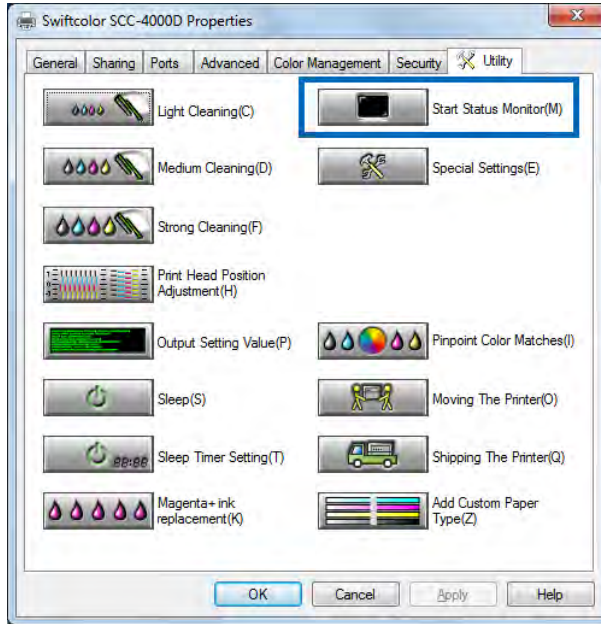 Swiftcolor SCC-4000D Properties
General Sharing Ports Advanced Color Management Security Utility
Light Cleaning(C)
Start Status Monitor(M)
Medium Cleaning(D)
Special Settings(E)
Strong Cleaning(F)
Print Head Position
Adjustment(H)
Output Setting Value(P)
Pinpoint Color Matches(I)
Sleep(S)
Moving The Printer(O)
88:88
Sleep Timer Setting(T)
Shipping The Printer(Q)
Magenta+ink
replacement(K)
Add Custom Paper
Type(Z)
OK Cancel Apply Help